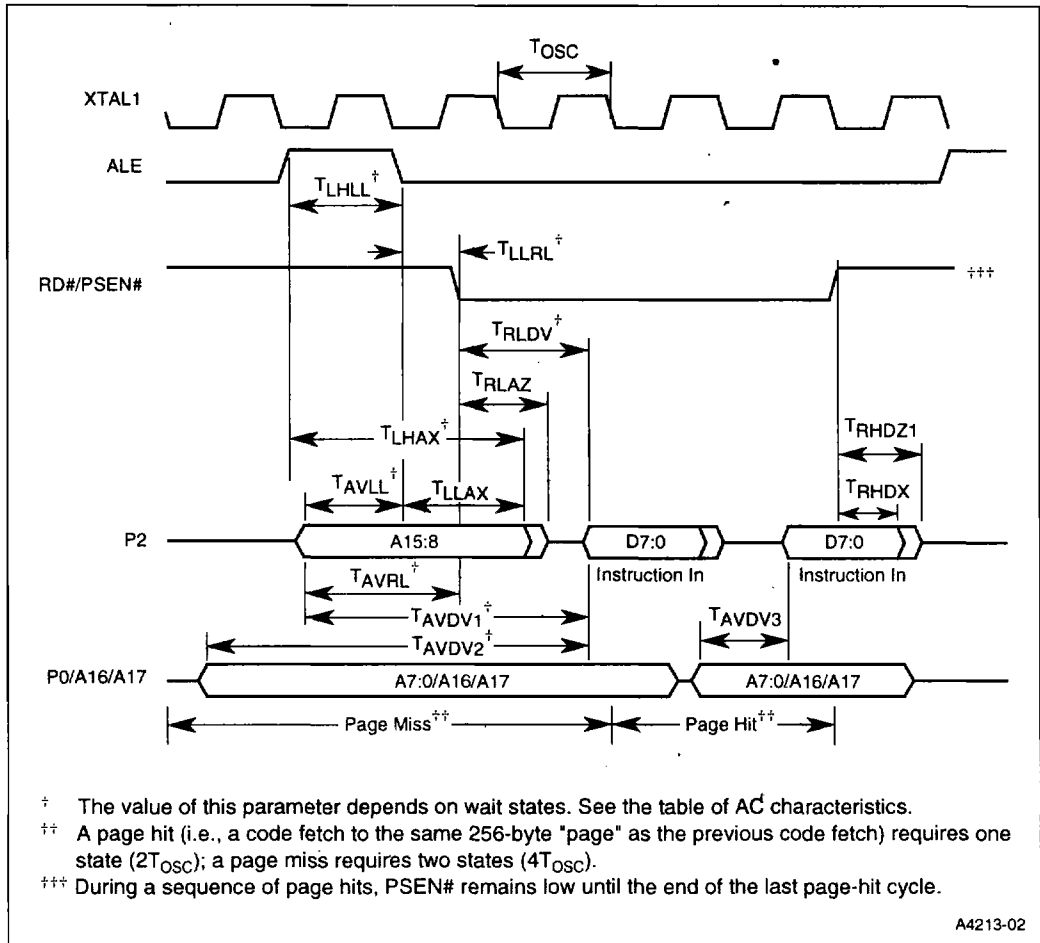 TOSC
XTAL1
ALE
TLHLL†
TLLRL†
RD#/PSEN#
†††
TRLDV†
TRLAZ
TLHAX†
TRHDZ1
TAVLL†
TLLAX
TRHDX
P2
A15:8
D7:0
D7:0
Instruction In
Instruction In
TAVRL†
TAVDV1†
TAVDV2†
TAVDV3
P0/A16/A17
A7:0/A16/A17
A7:0/A16/A17
Page Miss††
Page Hit††
† The value of this parameter depends on wait states. See the table of AC characteristics.
†† A page hit (i.e., a code fetch to the same 256-byte "page" as the previous code fetch) requires one
state (2TOSC); a page miss requires two states (4TOSC).
††† During a sequence of page hits, PSEN# remains low until the end of the last page-hit cycle.
A4213-02